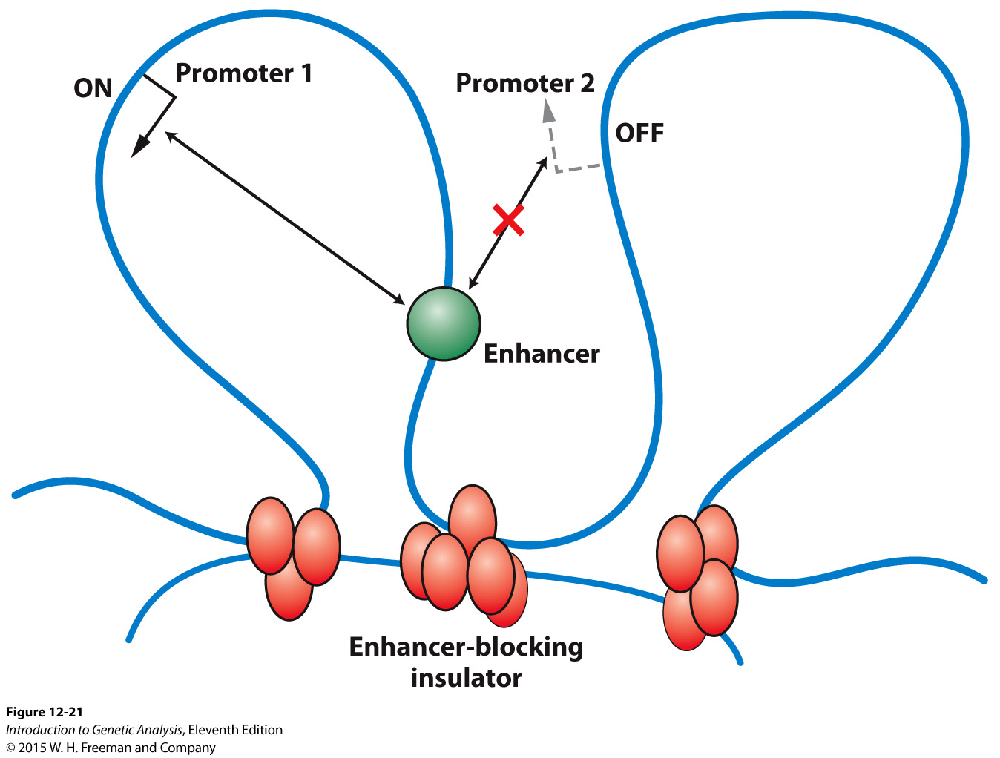 Promoter 1
ON
Promoter 2
OFF
Enhancer
Enhancer-blocking
insulator
Figure 12-21
Introduction to Genetic Analysis, Eleventh Edition
© 2015 W. H. Freeman and Company